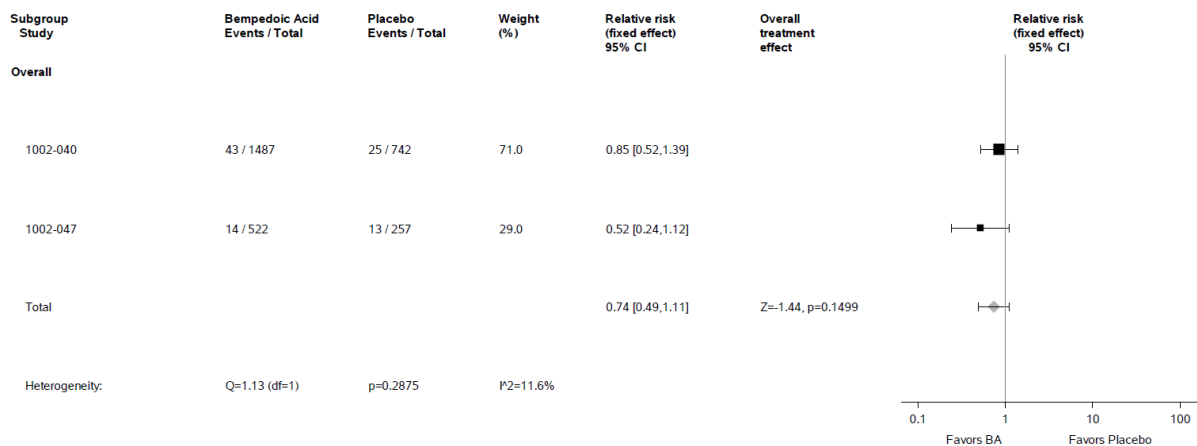 Subgroup Bempedoic Acid Placebo Weight Relative risk Overall Relative risk
Study Events / Total Events / Total (%) (fixed effect) treatment (fixed effect)
95% CI effect 95% CI
Overall
1002-040 43 / 1487 25 / 742 71.0 0.85 [0.52,1.39]
1002-047 14 / 522 13 / 257 29.0 0.52 [0.24,1.12]
Total 0.74 [0.49,1.11] Z=-1.44, p=0.1499
Heterogeneity: Q=1.13 (df=1) p=0.2875 I^2=11.6%
0.1 1 10 100
Favors BA Favors Placebo